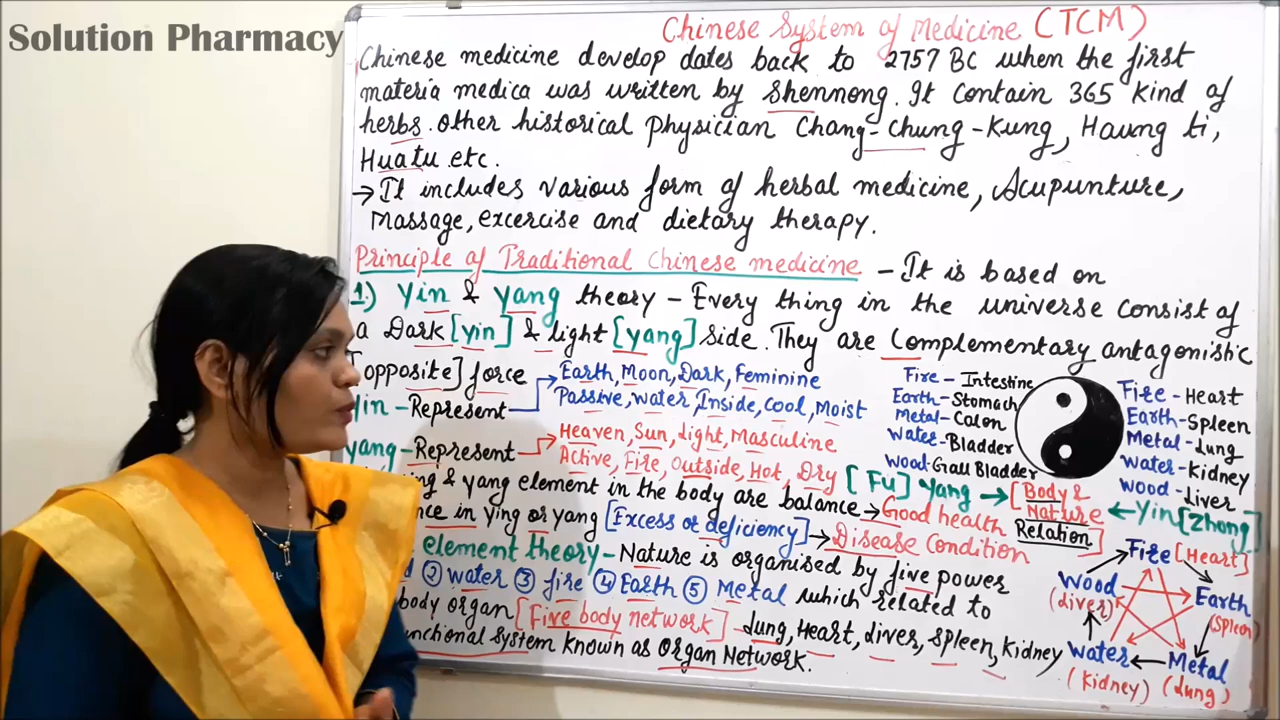 Solution Pharmacy
Chinese System of Medicine (TCM)
Chinese medicine develop dates back to 2757 BC when the first
materia medica was written by Shennong. It contain 365 kind of
herbs. Other historical physician Chang-Chung-Kung, Haung ti,
Huatu etc.
→ It includes various form of herbal medicine, Acupunture,
Massage, excercise and dietary therapy.
Principle of Traditional Chinese medicine - It is based on
1.) Yin & Yang theory - Every thing in the universe consist of
a Dark [yin] & light [yang] side. They are Complementary antagonistic
[opposite] force
Yin - Represent → Earth, Moon, Dark, Feminine
Passive, water, Inside, Cool, Moist
yang - Represent → Heaven, Sun, Light, Masculine
Active, Fire, Outside, Hot, Dry
Fire - Intestine
Earth - Stomach
Metal - Colon
Water - Bladder
Wood - Gall Bladder
[Fu] Yang → [Body & Nature Relation] ← Yin [Zhang]
Fire - Heart
Earth - Spleen
Metal - Lung
Water - Kidney
Wood - Liver
& yang element in the body are balance → Good health
in ying or yang [Excess or deficiency] → Disease Condition
element theory - Nature is organised by five power
② water ③ fire ④ Earth ⑤ Metal which related to
body organ [Five body network] - Lung, Heart, Liver, Spleen, Kidney
functional System known as Organ Network.
Fire [Heart]
Wood (Liver)
Earth (Spleen)
Water (Kidney)
Metal (Lung)